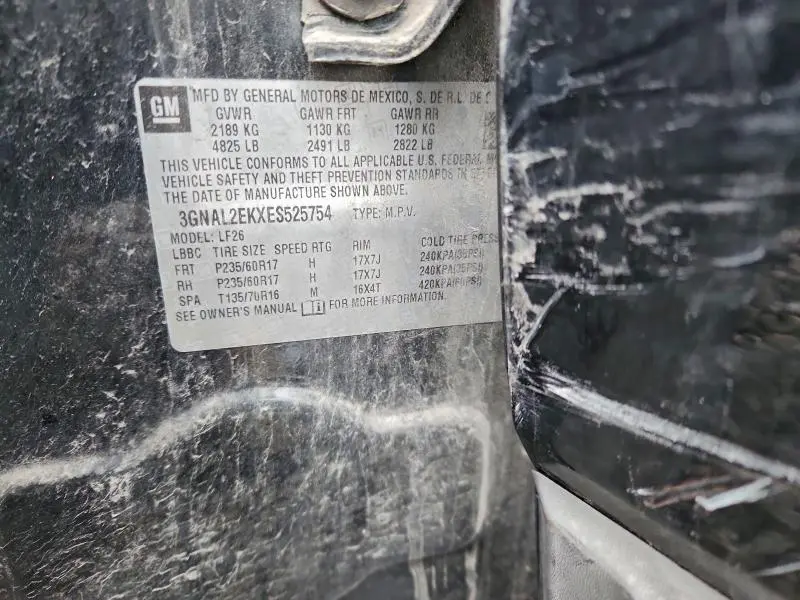 GM
MFD BY GENERAL MOTORS DE MEXICO, S. DE R.L. DE
GVWR GAWR FRT GAWR RR
2189 KG 1130 KG 1280 KG
4825 LB 2491 LB 2822 LB
THIS VEHICLE CONFORMS TO ALL APPLICABLE U.S. FEDERAL
VEHICLE SAFETY AND THEFT PREVENTION STANDARDS IN
THE DATE OF MANUFACTURE SHOWN ABOVE.
3GNAL2EKXES525754 TYPE: M.P.V.
MODEL: LF26
LBBC TIRE SIZE SPEED RTG RIM COLD TIRE PRESS
FRT P235/60R17 H 17X7J 240KPA(35PSI)
RH P235/60R17 H 17X7J 240KPA(35PSI)
SPA T135/70R16 M 16X4T 420KPA(60PSI)
SEE OWNER'S MANUAL FOR MORE INFORMATION.